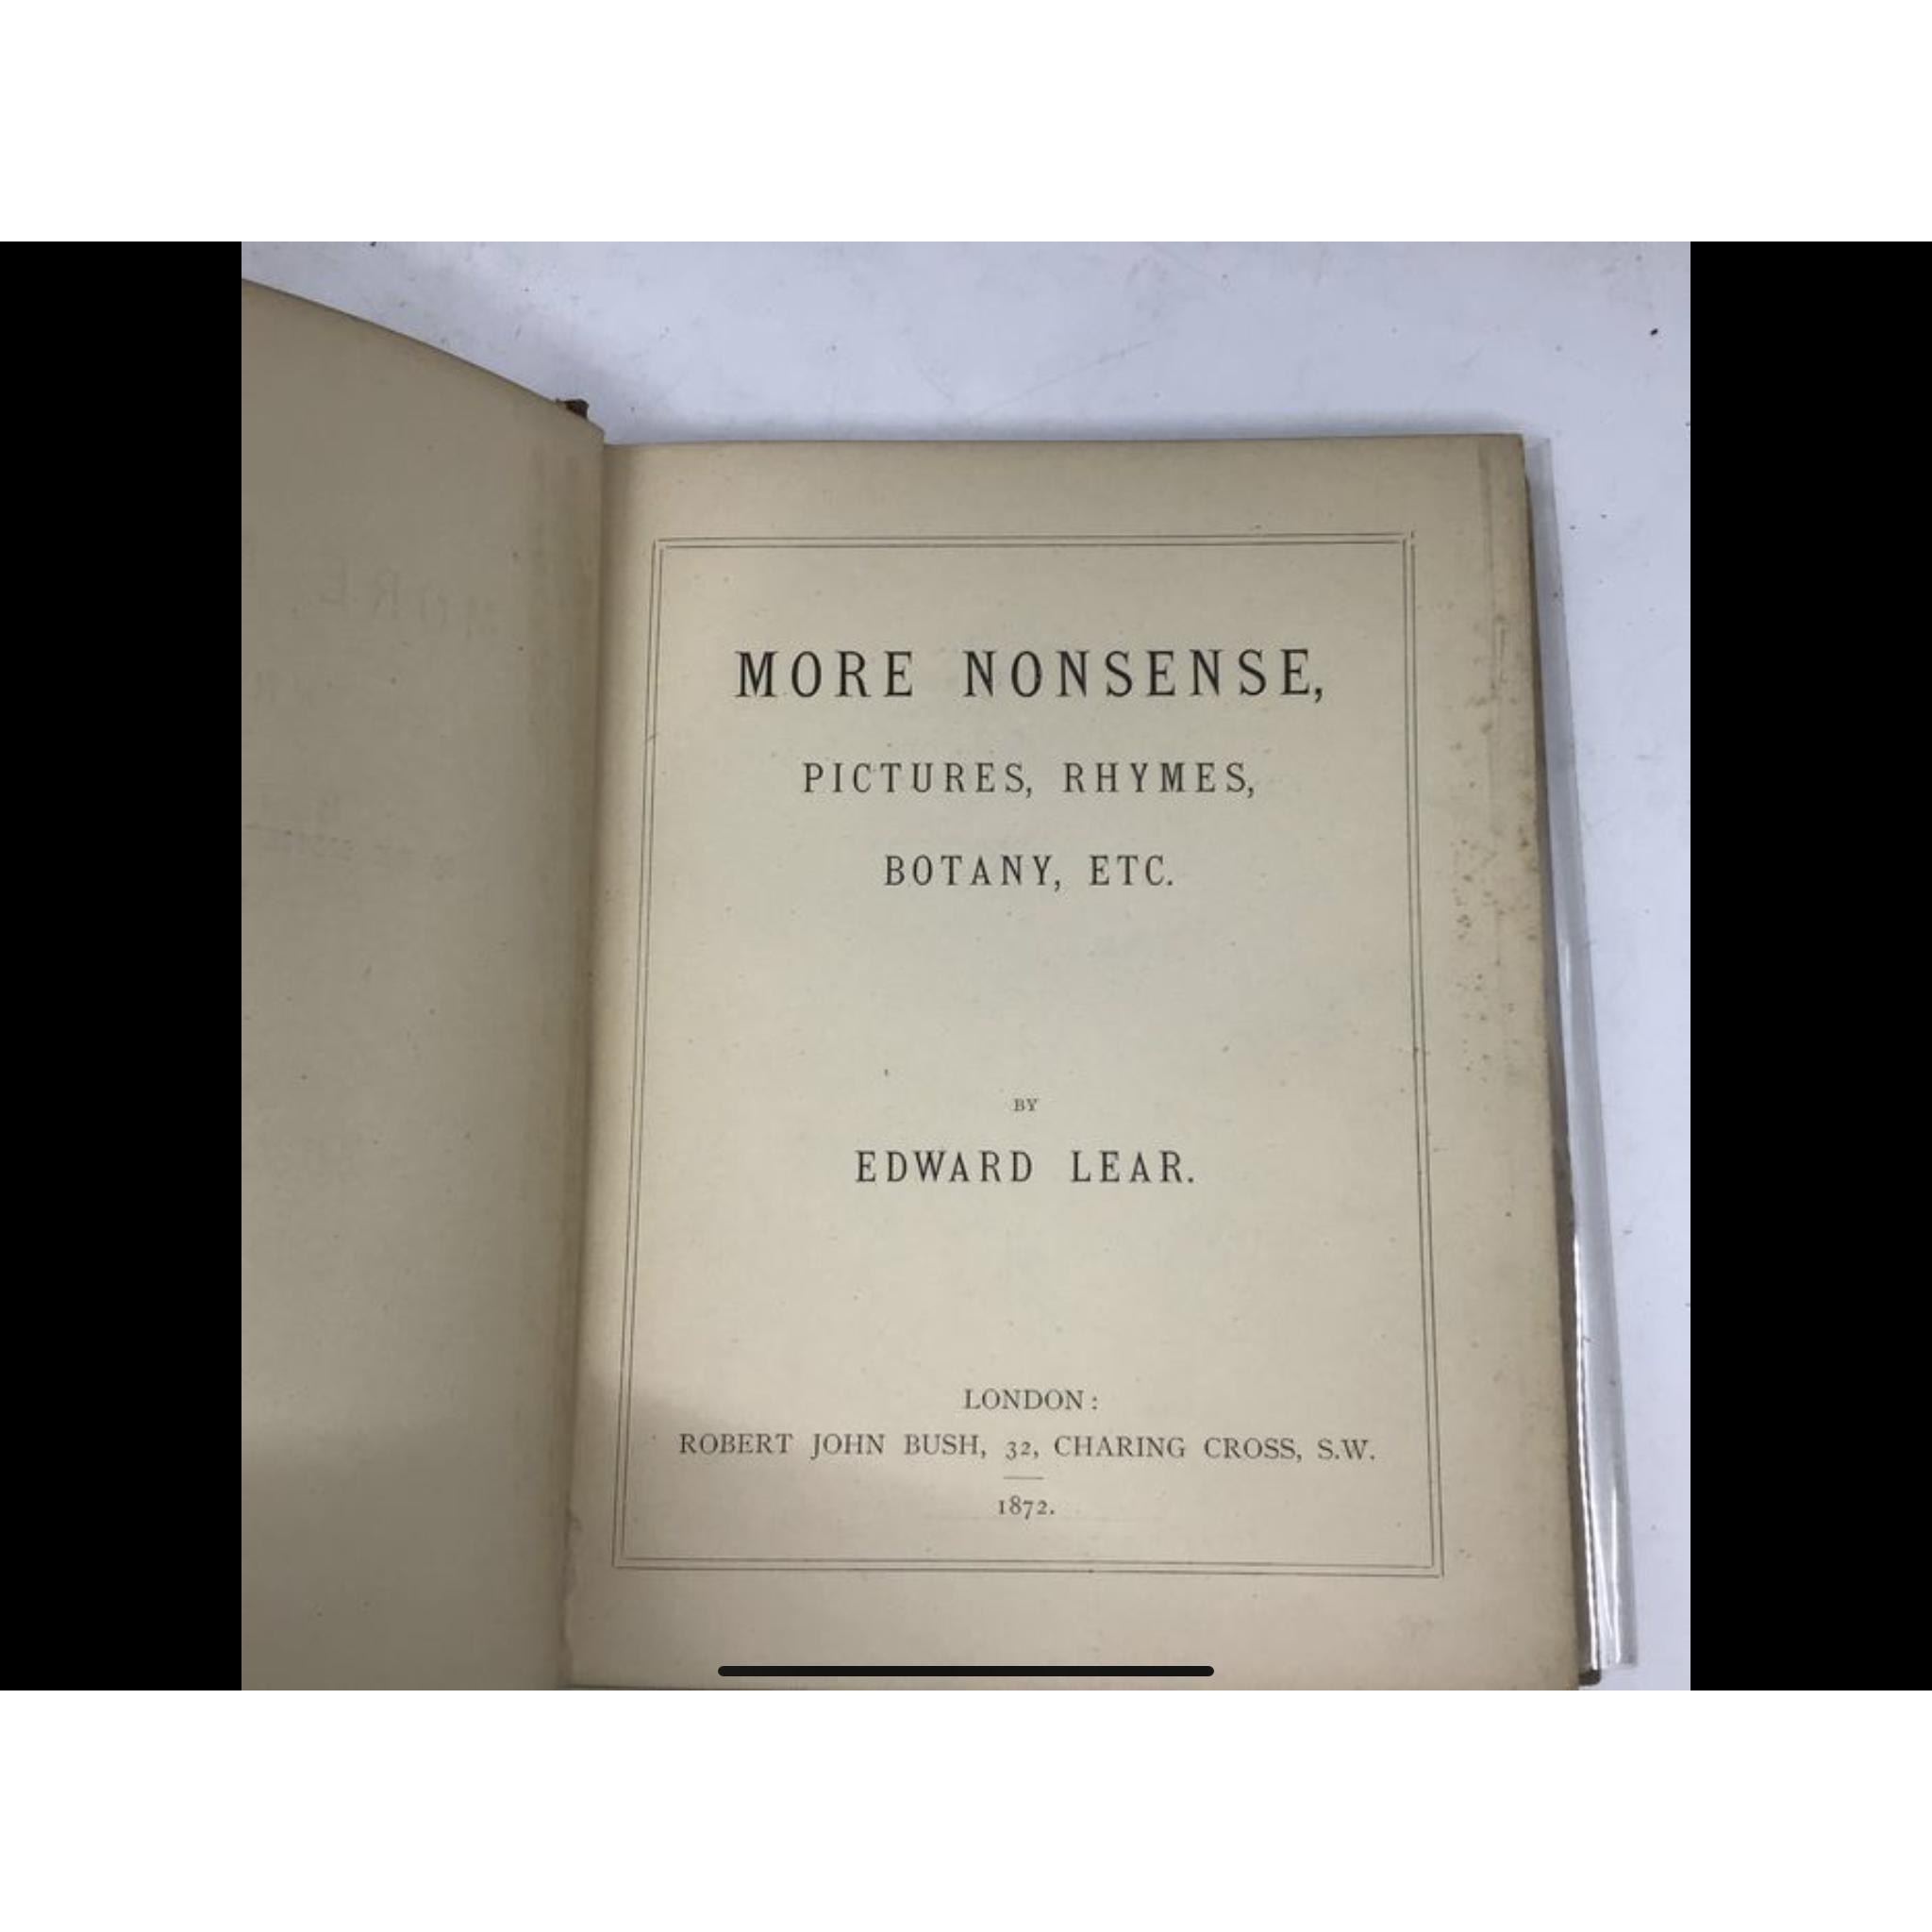 MORE NONSENSE,
PICTURES, RHYMES,
BOTANY, ETC.
BY
EDWARD LEAR.
LONDON:
ROBERT JOHN BUSH, 32, CHARING CROSS, S.W.
1872.